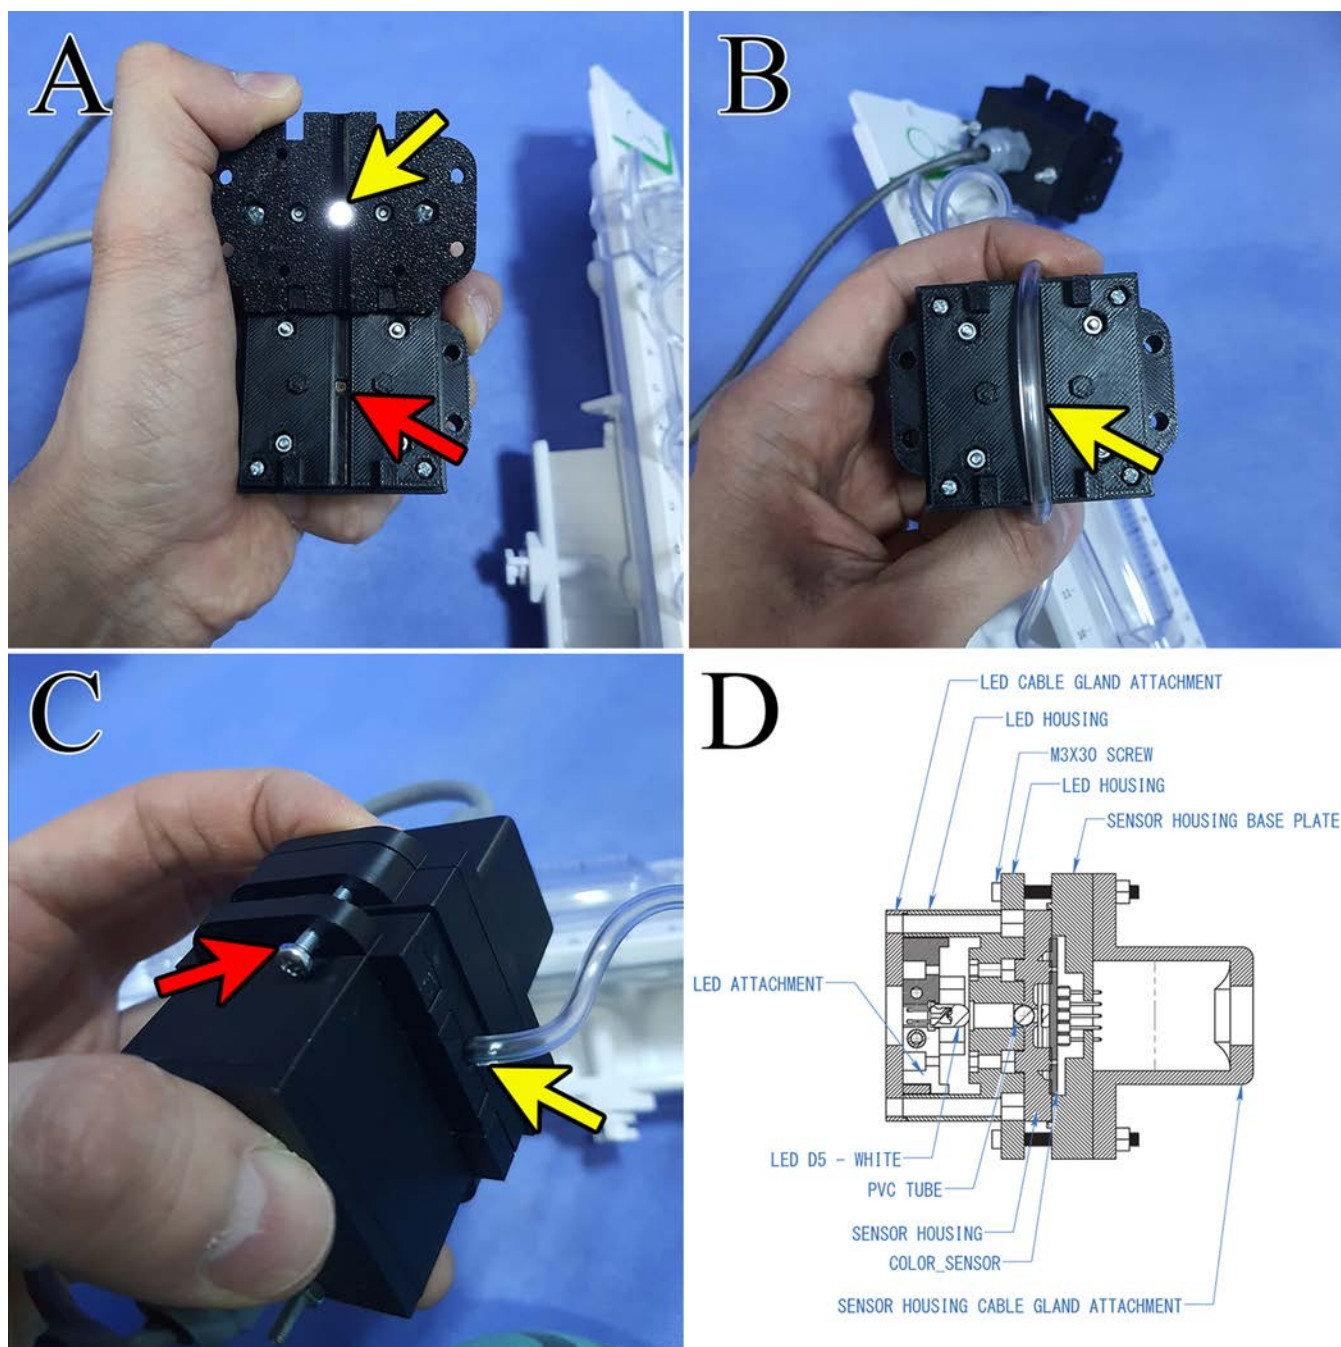 A
B
C
D
LED CABLE GLAND ATTACHMENT
LED HOUSING
M3X30 SCREW
LED HOUSING
SENSOR HOUSING BASE PLATE
LED ATTACHMENT
LED D5 - WHITE
PVC TUBE
SENSOR HOUSING
COLOR_SENSOR
SENSOR HOUSING CABLE GLAND ATTACHMENT